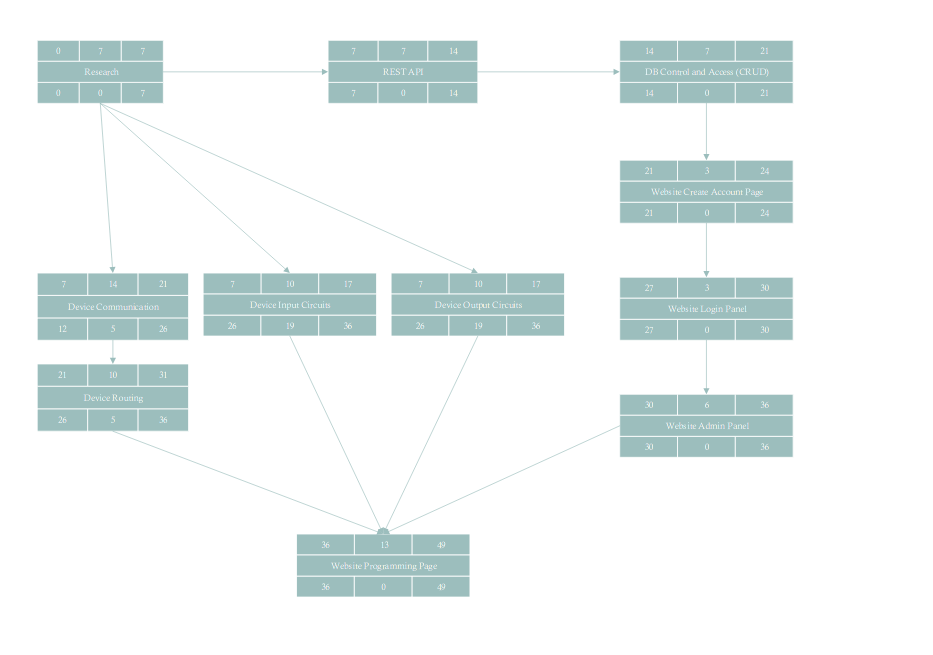 0 7 7
Research
0 0 7
7 7 14
REST API
7 0 14
14 7 21
DB Control and Access (CRUD)
14 0 21
21 3 24
Website Create Account Page
21 0 24
7 14 21
Device Communication
12 5 26
7 10 17
Device Input Circuits
26 19 36
7 10 17
Device Ouput Circuits
26 19 36
27 3 30
Website Login Panel
27 0 30
21 10 31
Device Routing
26 5 36
30 6 36
Website Admin Panel
30 0 36
36 13 49
Website Programming Page
36 0 49